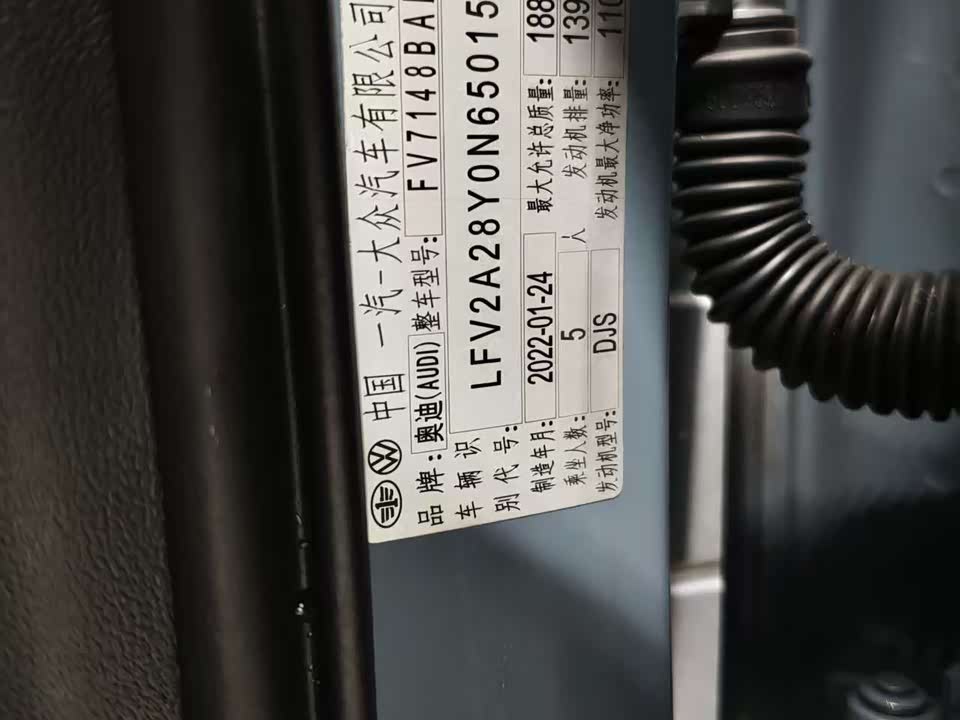 中国 一汽-大众汽车有限公司
品牌: 奥迪(AUDI) 整车型号: FV7148BA
车辆识别代号: LFV2A28Y0N65015
制造年月: 2022-01-24 最大允许总质量: 188
乘坐人数: 5 人 发动机排量: 139
发动机型号: DJS 发动机最大净功率: 110